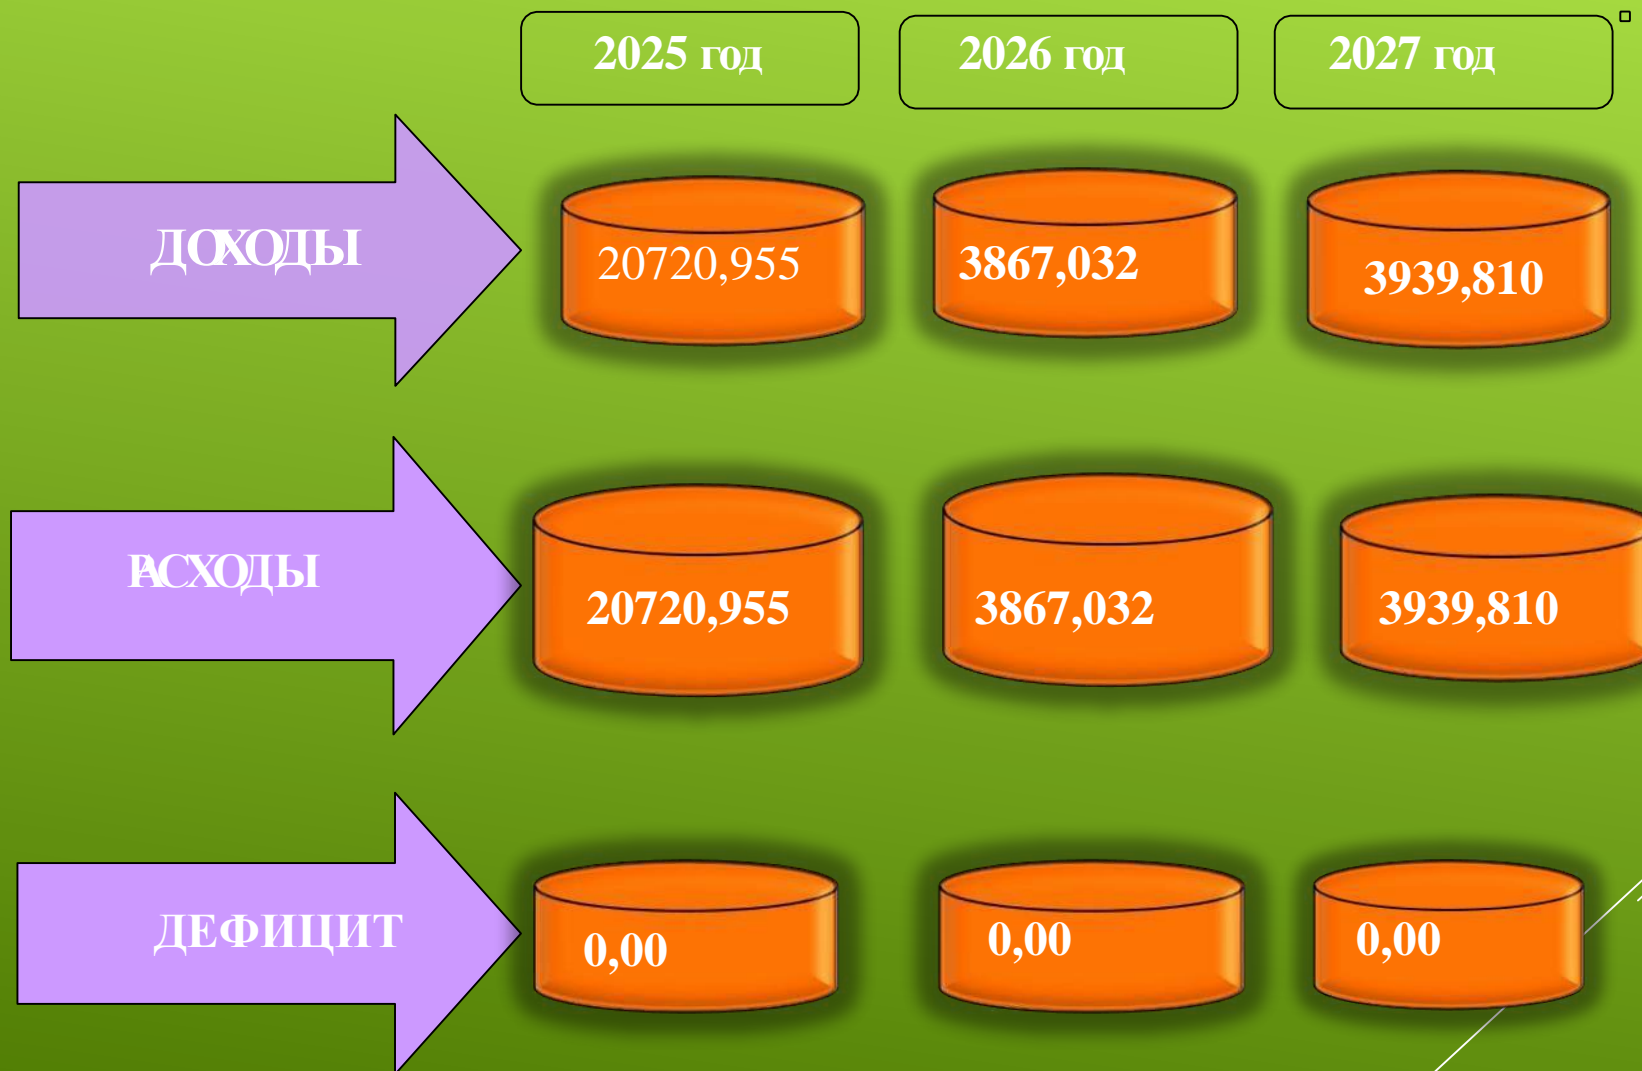 2025 год 2026 год 2027 год
ДОХОДЫ 20720,955 3867,032 3939,810
РАСХОДЫ 20720,955 3867,032 3939,810
ДЕФИЦИТ 0,00 0,00 0,00